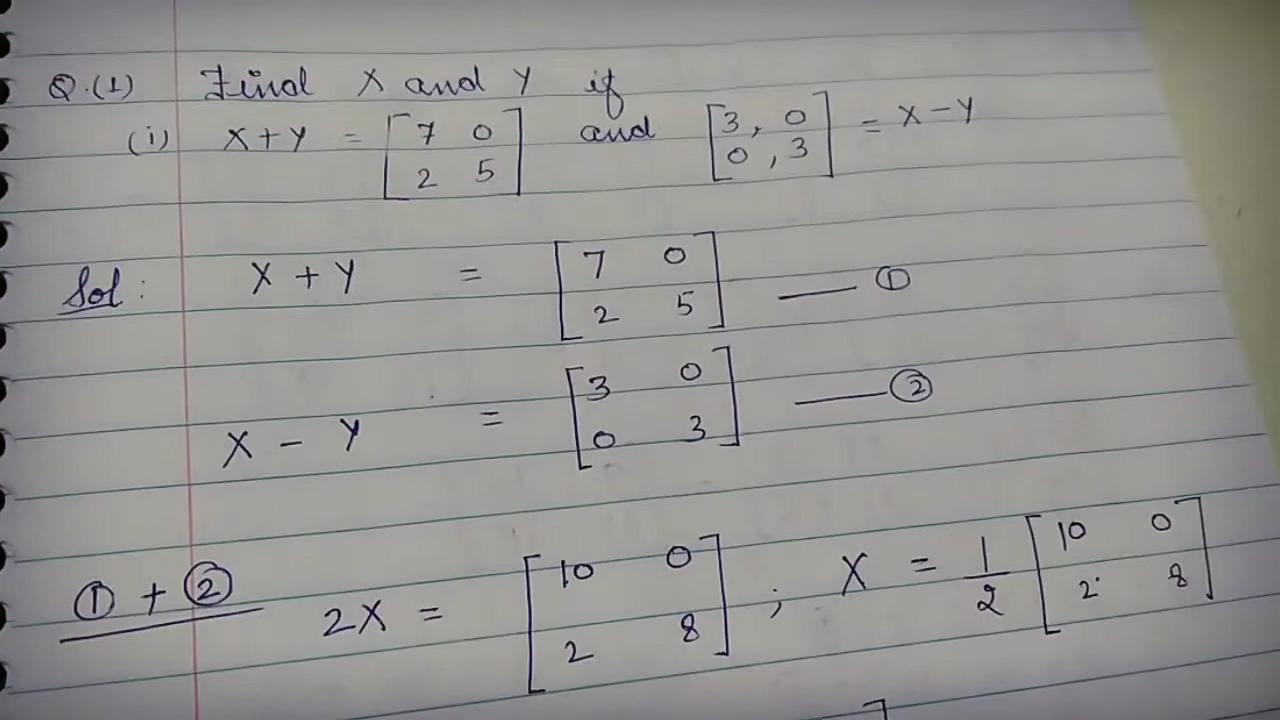 Q.(1) Find X and Y if
(i) X+Y = [7 0 and [3, 0 = X-Y
2 5] 0, 3]
Sol: X + Y = [7 0 —— ①
2 5]
X - Y = [3 0 —— ②
0 3]
① + ② 2X = [10 0 ; X = 1/2 [10 0
2 8] 2 8]